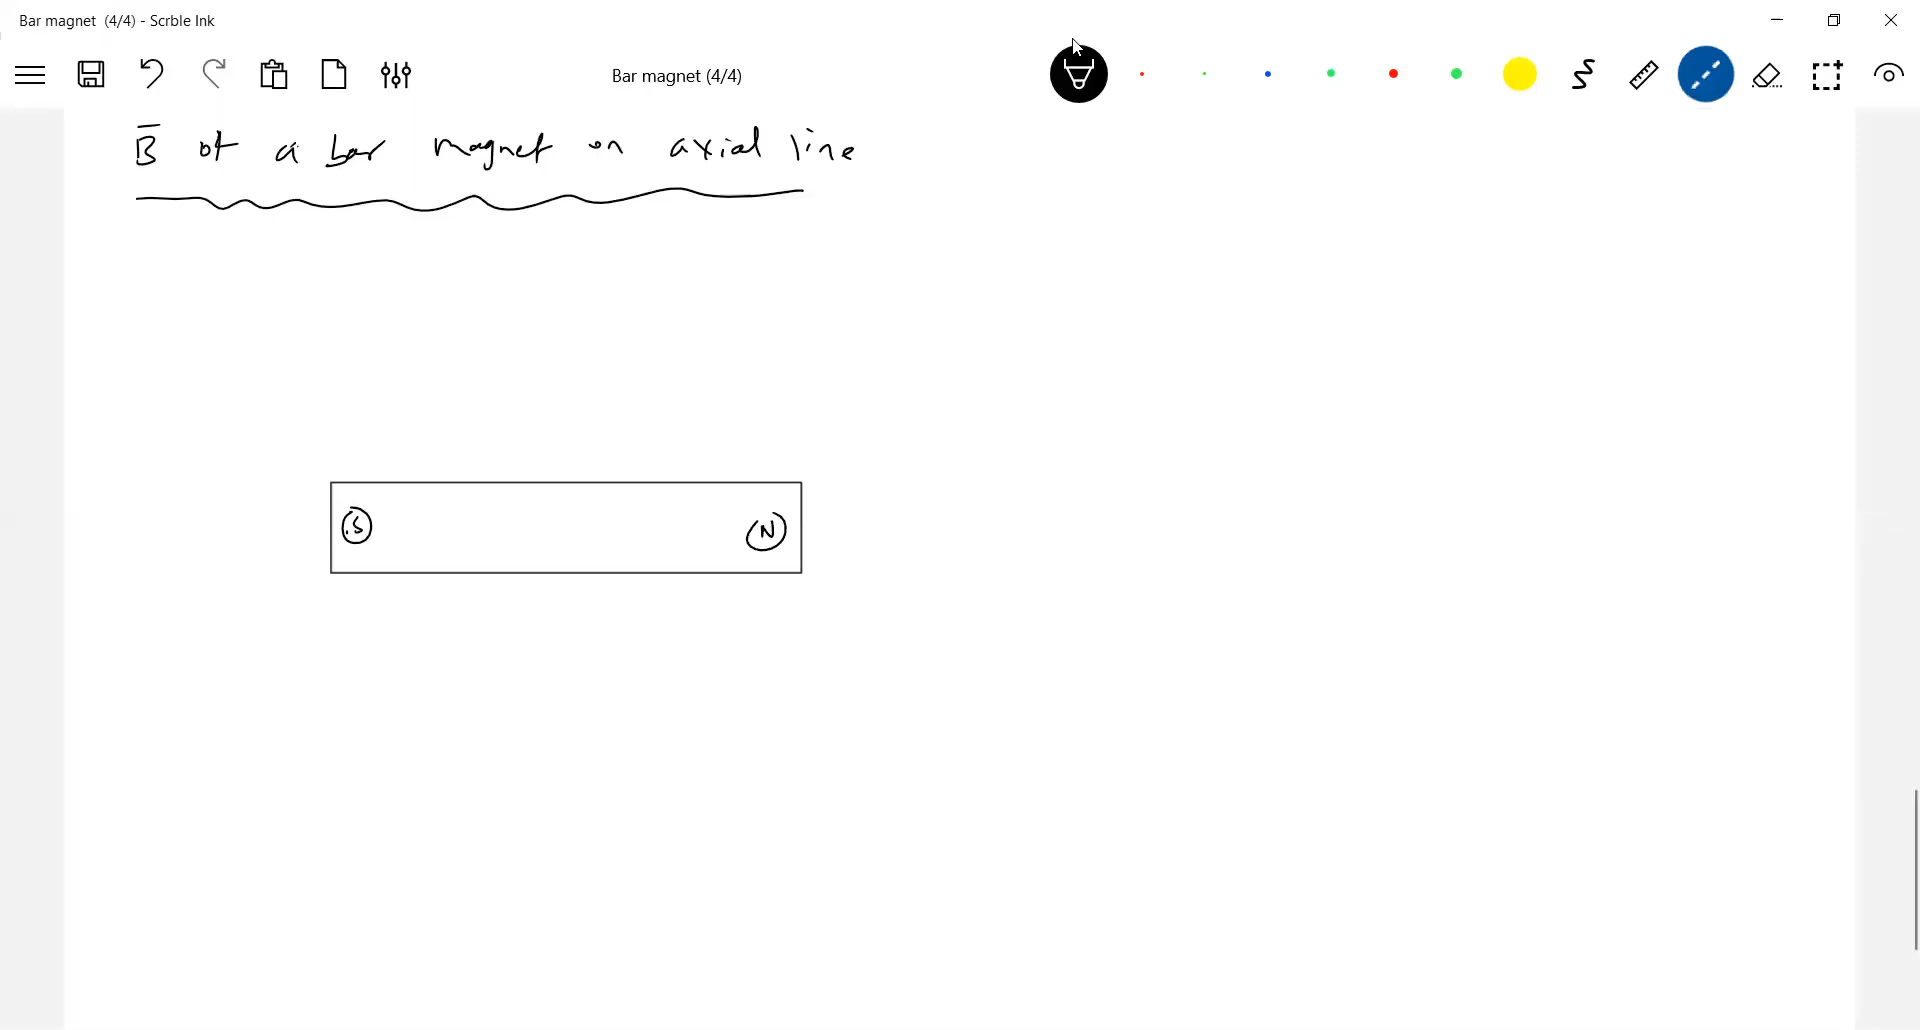 Bar magnet (4/4) - Scrble Ink
Bar magnet (4/4)
B̅ of a bar magnet on axial line
S N